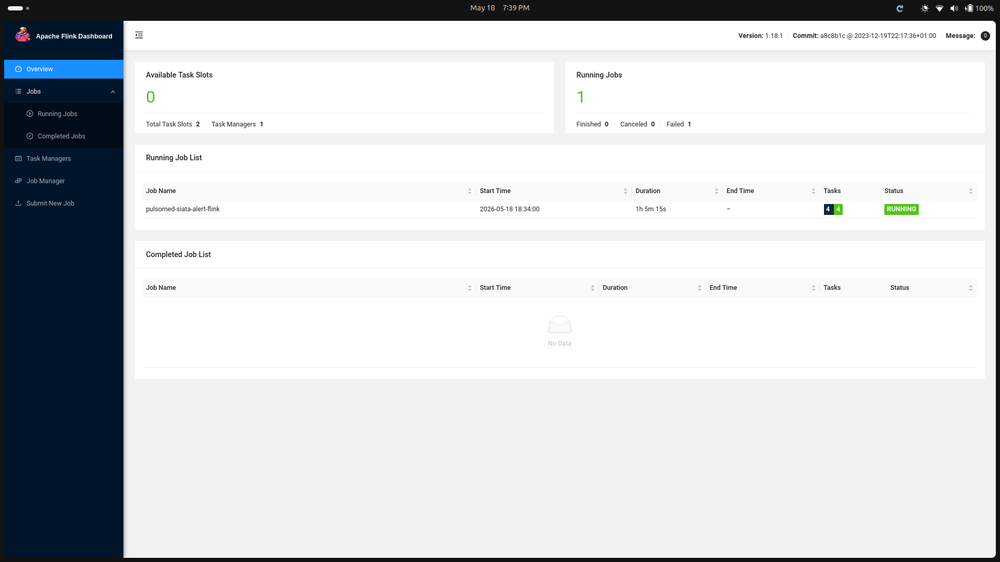 May 18 7:39 PM
100%
Apache Flink Dashboard
Version: 1.18.1 Commit: a8c8b1c @ 2023-12-19T22:17:36+01:00 Message: 0
Overview
Jobs
Running Jobs
Completed Jobs
Task Managers
Job Manager
Submit New Job
Available Task Slots
0
Total Task Slots 2 Task Managers 1
Running Jobs
1
Finished 0 Canceled 0 Failed 1
Running Job List
Job Name Start Time Duration End Time Tasks Status
pulsomed-siata-alert-flink 2026-05-18 18:34:00 1h 5m 15s – 4 4 RUNNING
Completed Job List
Job Name Start Time Duration End Time Tasks Status
No Data